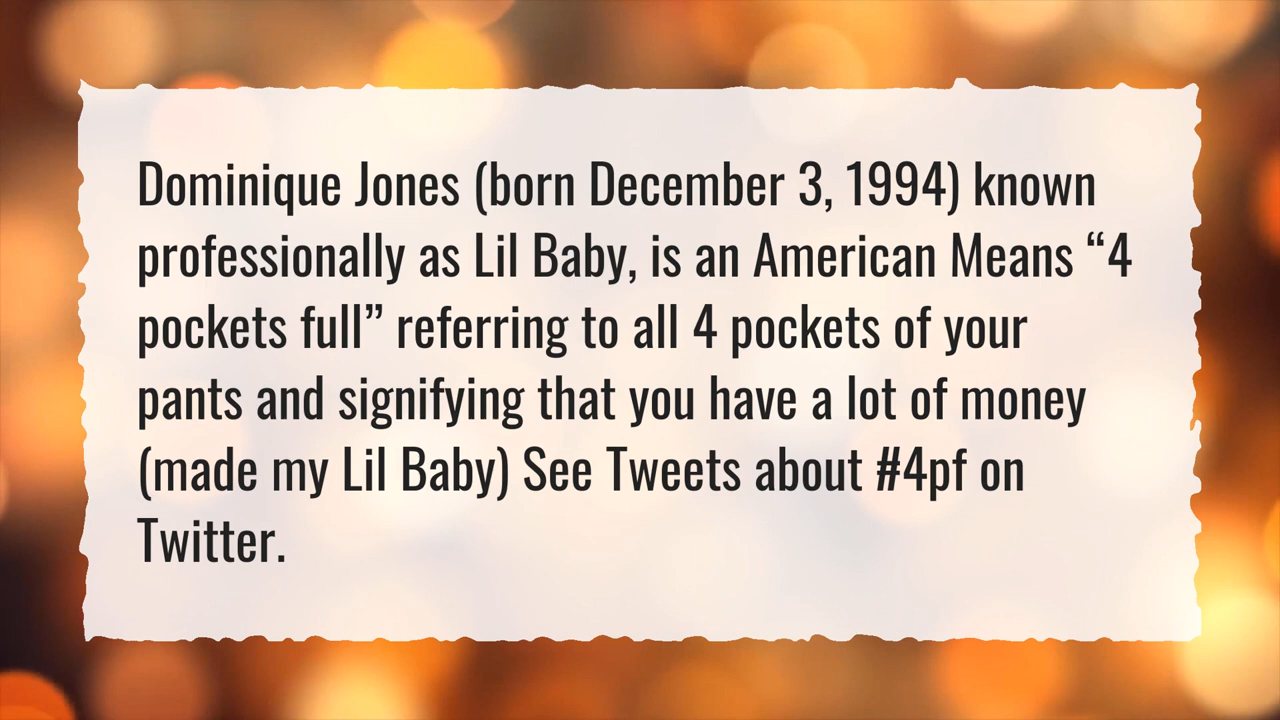 Dominique Jones (born December 3, 1994) known
professionally as Lil Baby, is an American Means “4
pockets full” referring to all 4 pockets of your
pants and signifying that you have a lot of money
(made my Lil Baby) See Tweets about #4pf on
Twitter.